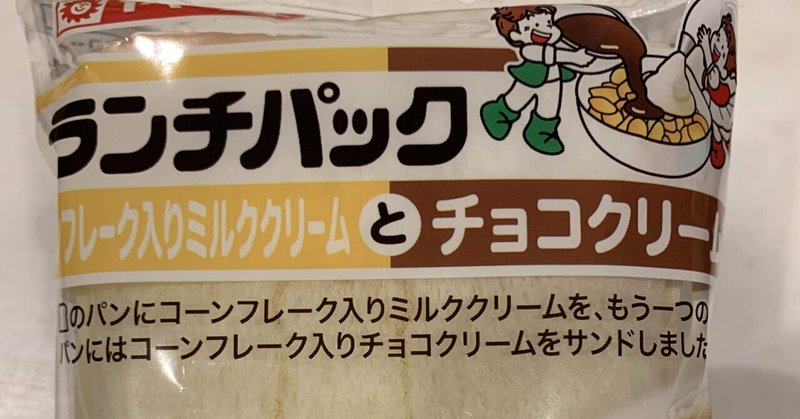 ランチパック
フレーク入りミルククリーム と チョコクリーム
のパンにコーンフレーク入りミルククリームを、もう一つの
パンにはコーンフレーク入りチョコクリームをサンドしました